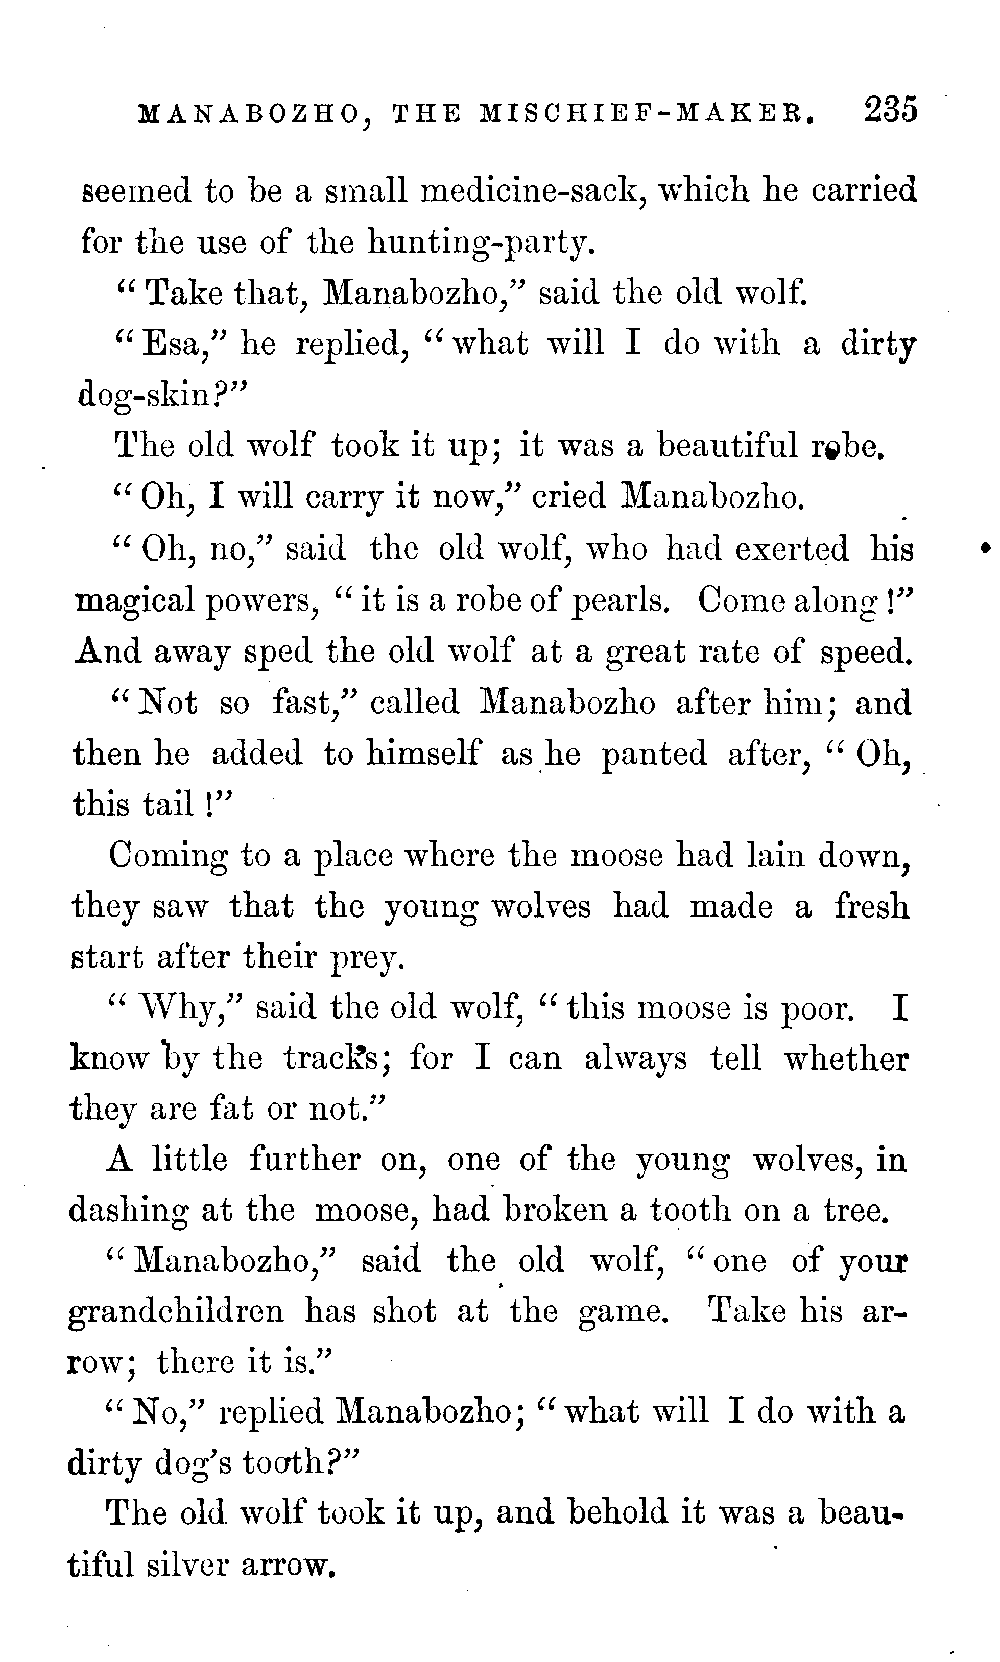 MANABOZHO, THE MISCHIEF-MAKER. 235
seemed to be a small medicine-sack, which he carried
for the use of the hunting-party.
"Take that, Manabozho," said the old wolf.
"Esa," he replied, "what will I do with a dirty
dog-skin?"
The old wolf took it up; it was a beautiful robe.
"Oh, I will carry it now," cried Manabozho.
"Oh, no," said the old wolf, who had exerted his
magical powers, "it is a robe of pearls. Come along!"
And away sped the old wolf at a great rate of speed.
"Not so fast," called Manabozho after him; and
then he added to himself as he panted after, "Oh,
this tail!"
Coming to a place where the moose had lain down,
they saw that the young wolves had made a fresh
start after their prey.
"Why," said the old wolf, "this moose is poor. I
know by the tracks; for I can always tell whether
they are fat or not."
A little further on, one of the young wolves, in
dashing at the moose, had broken a tooth on a tree.
"Manabozho," said the old wolf, "one of your
grandchildren has shot at the game. Take his ar-
row; there it is."
"No," replied Manabozho; "what will I do with a
dirty dog's tooth?"
The old wolf took it up, and behold it was a beau-
tiful silver arrow.